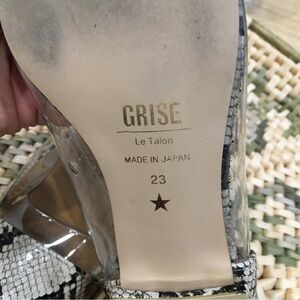 GRISE
Le Talon
MADE IN JAPAN
23